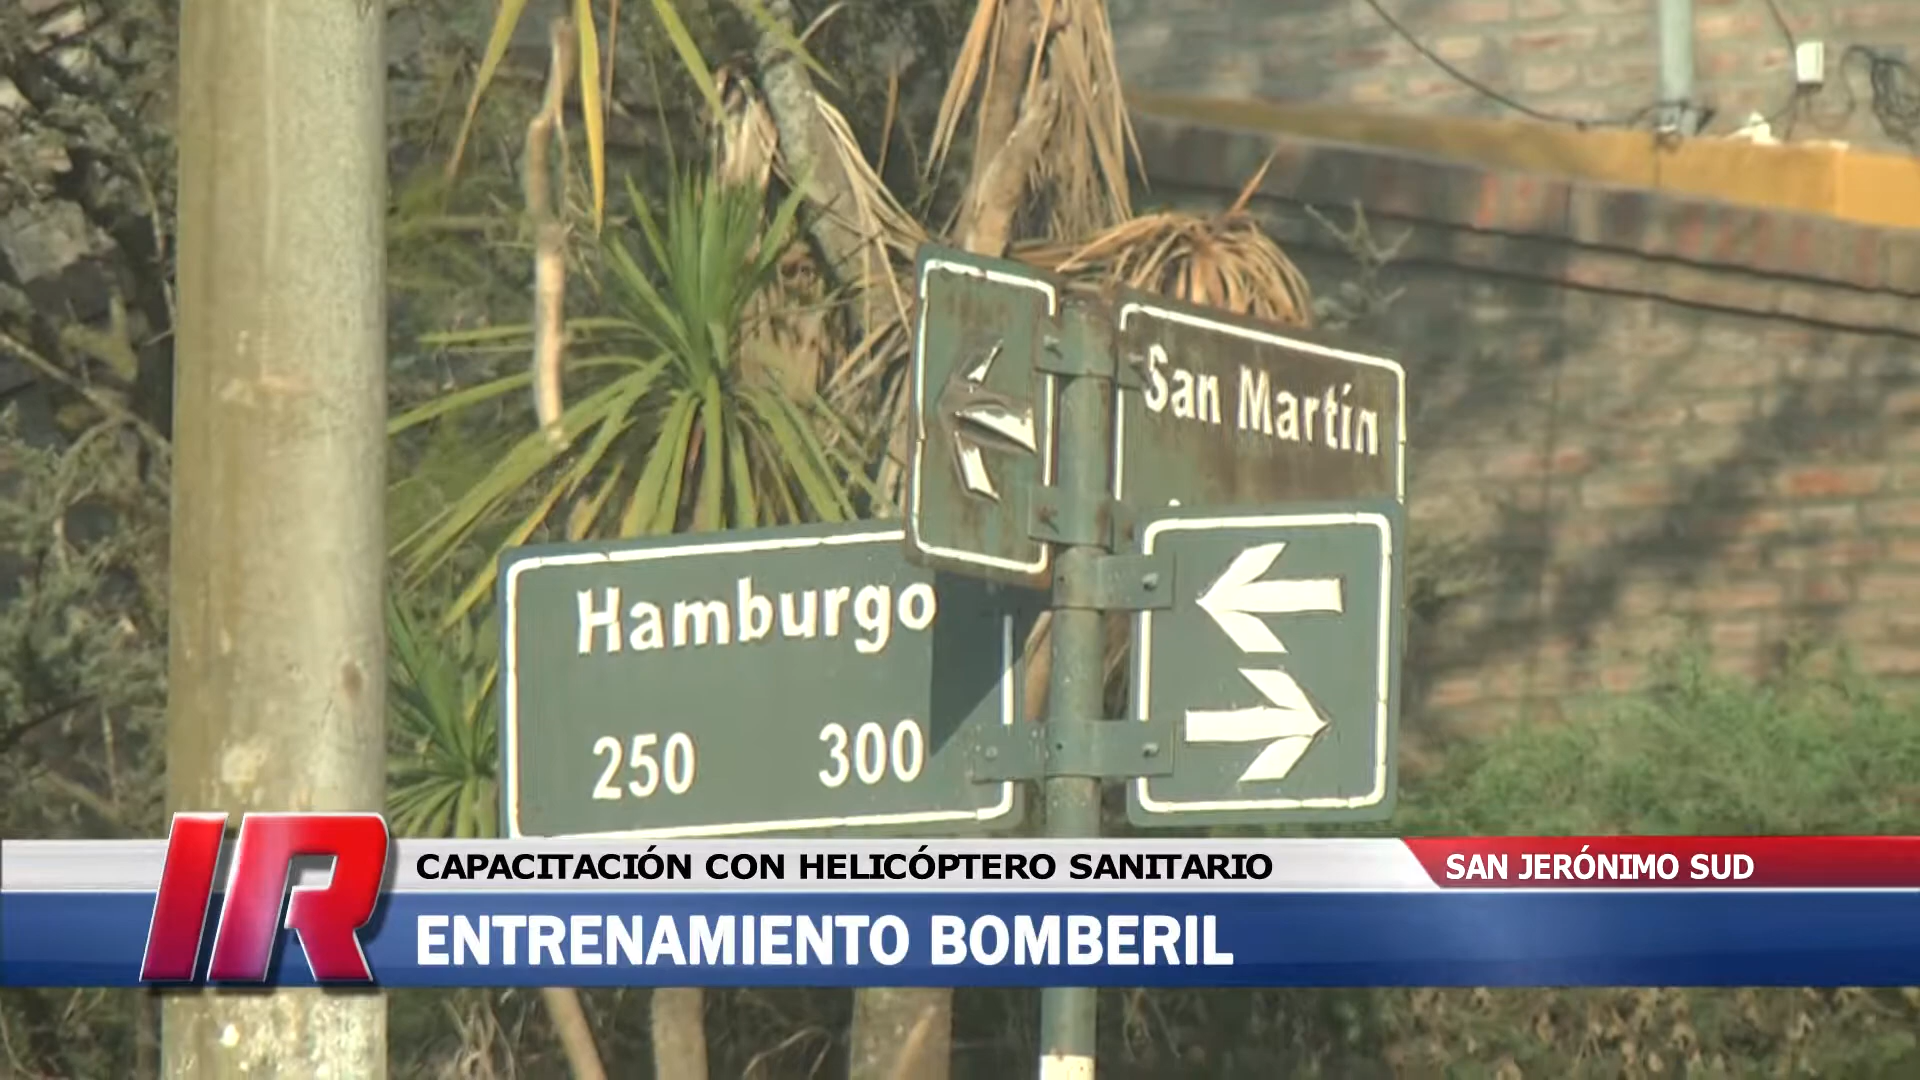 San Martín
Hamburgo
250 300
IR
CAPACITACIÓN CON HELICÓPTERO SANITARIO
SAN JERÓNIMO SUD
ENTRENAMIENTO BOMBERIL